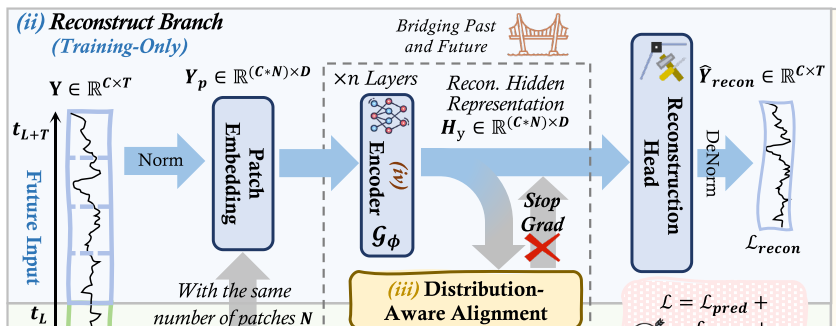 (ii) Reconstruct Branch
(Training-Only)
Bridging Past
and Future
Y ∈ ℝ^{C×T}
Y_p ∈ ℝ^{(C*N)×D}
×n Layers
Recon. Hidden
Representation
H_y ∈ ℝ^{(C*N)×D}
Ŷ_recon ∈ ℝ^{C×T}
t_{L+T}
Future Input
t_L
Norm
Patch
Embedding
Encoder
(iv)
𝒢_ϕ
Stop
Grad
Reconstruction
Head
DeNorm
ℒ_recon
With the same
number of patches N
(iii) Distribution-
Aware Alignment
ℒ = ℒ_pred +